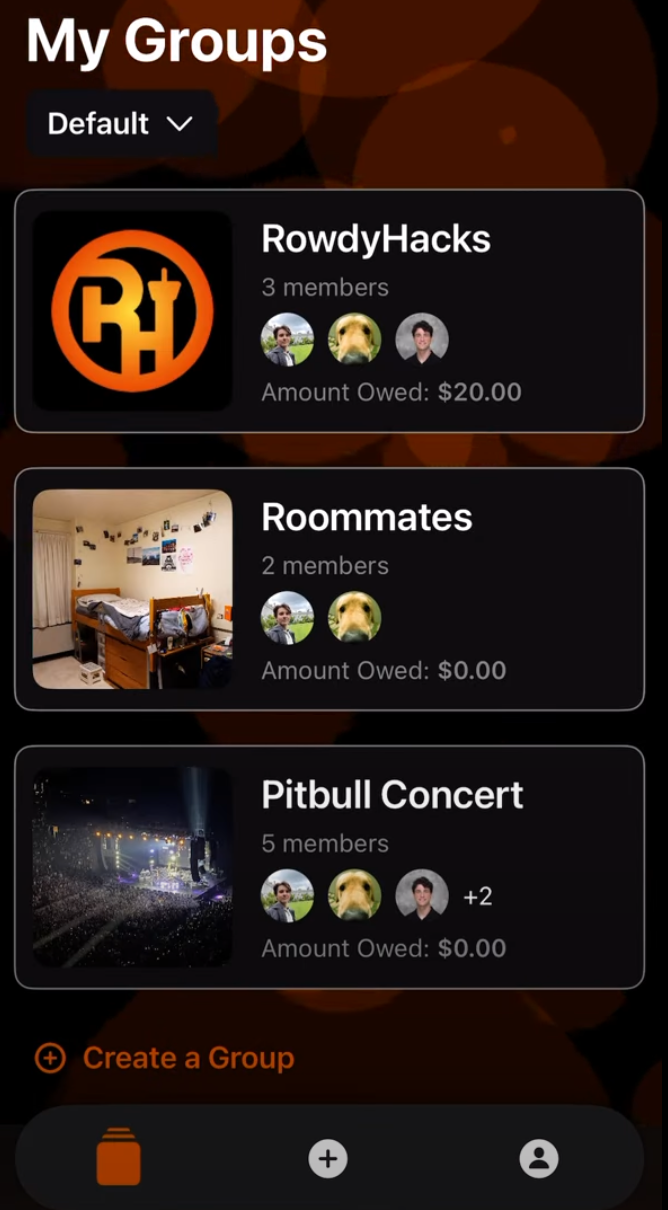 My Groups
Default
RH
RowdyHacks
3 members
Amount Owed: $20.00
Roommates
2 members
Amount Owed: $0.00
Pitbull Concert
5 members
+2
Amount Owed: $0.00
Create a Group